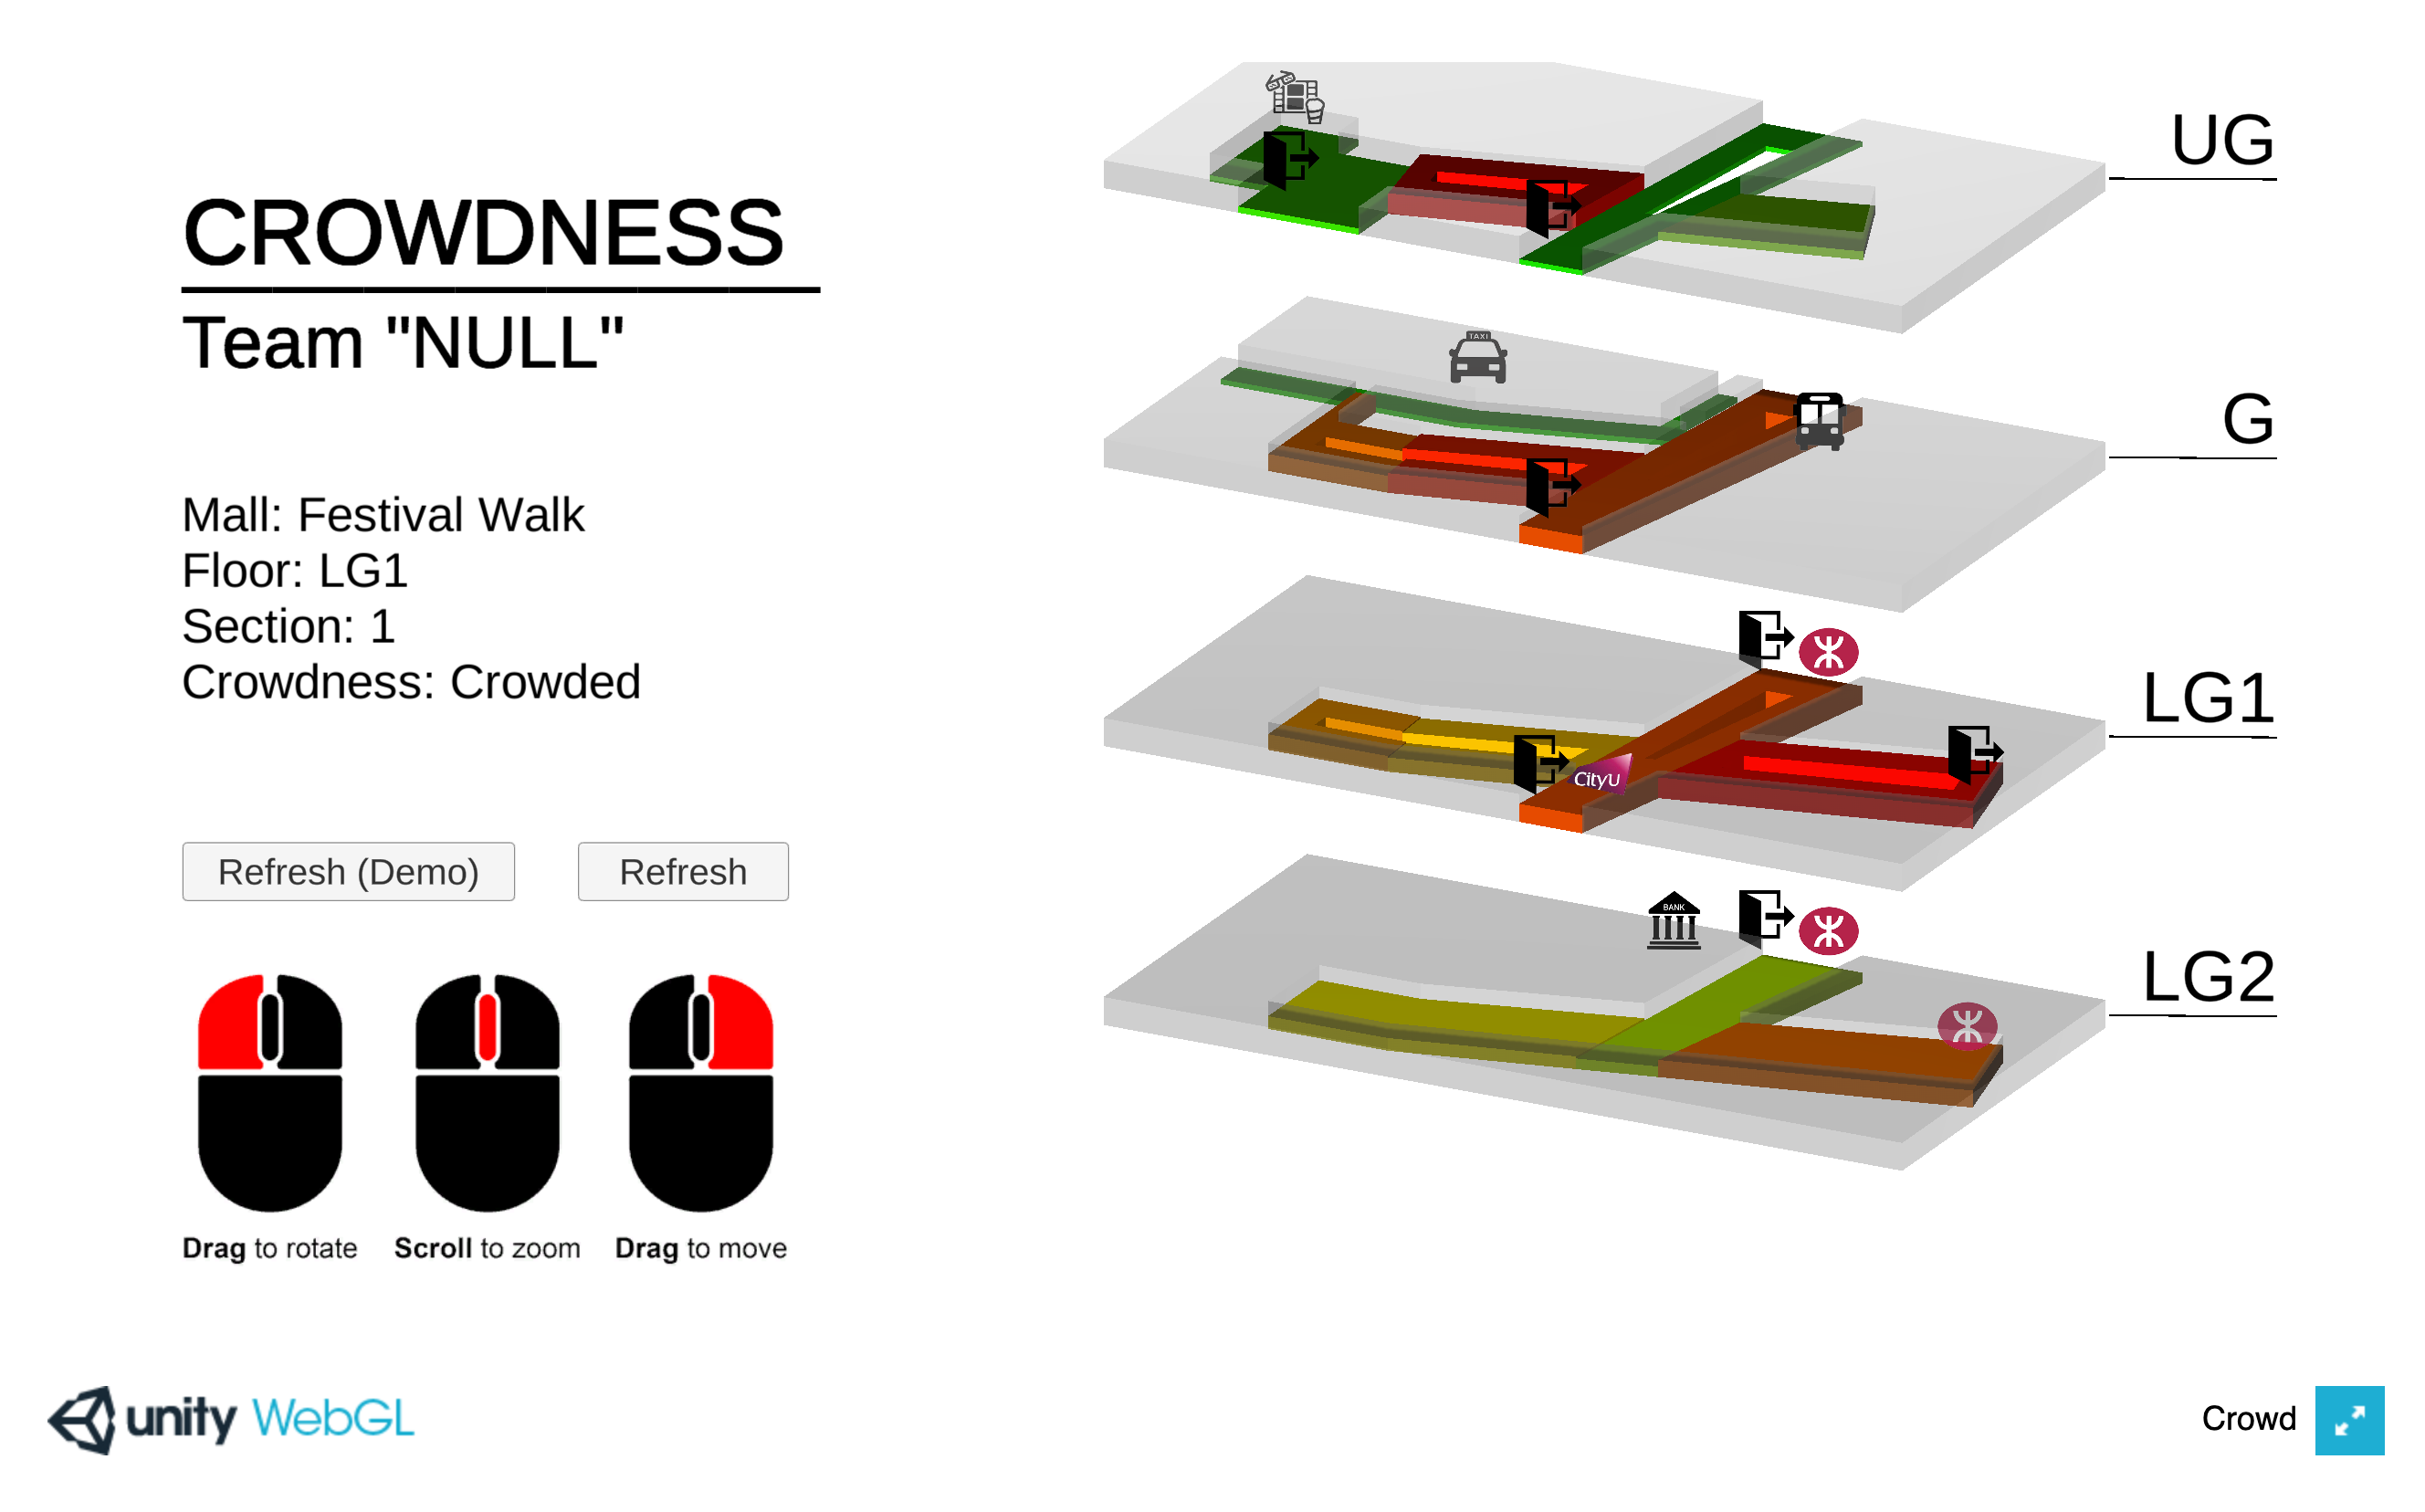 CROWDNESS
Team "NULL"
Mall: Festival Walk
Floor: LG1
Section: 1
Crowdness: Crowded
Refresh (Demo)
Refresh
Drag to rotate
Scroll to zoom
Drag to move
UG
TAXI
G
LG1
CityU
BANK
LG2
unity WebGL
Crowd